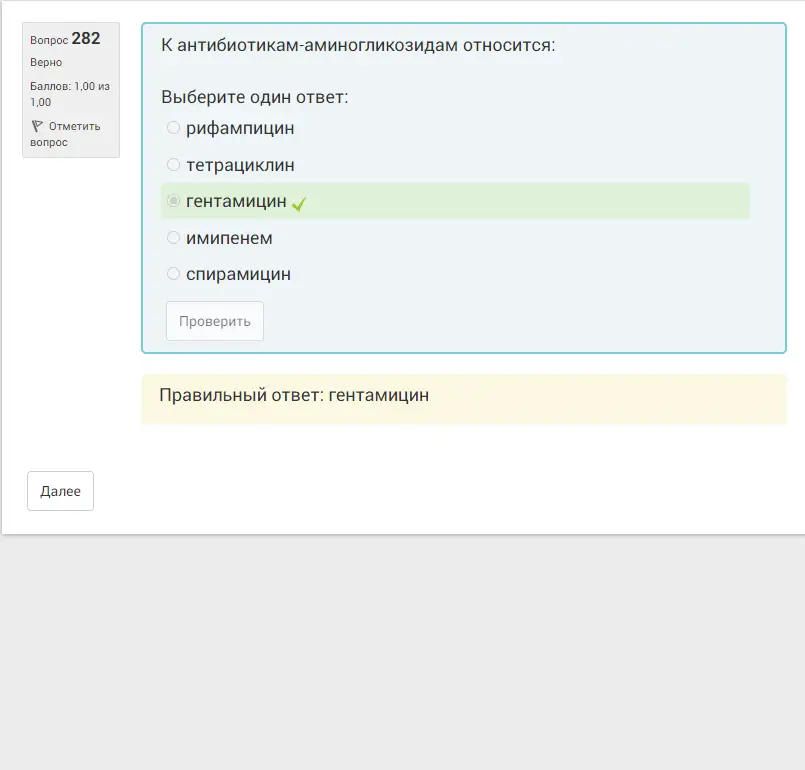 Вопрос 282
Верно
Баллов: 1,00 из
1,00
Отметить
вопрос
К антибиотикам-аминогликозидам относится:
Выберите один ответ:
рифампицин
тетрациклин
гентамицин
имипенем
спирамицин
Проверить
Правильный ответ: гентамицин
Далее